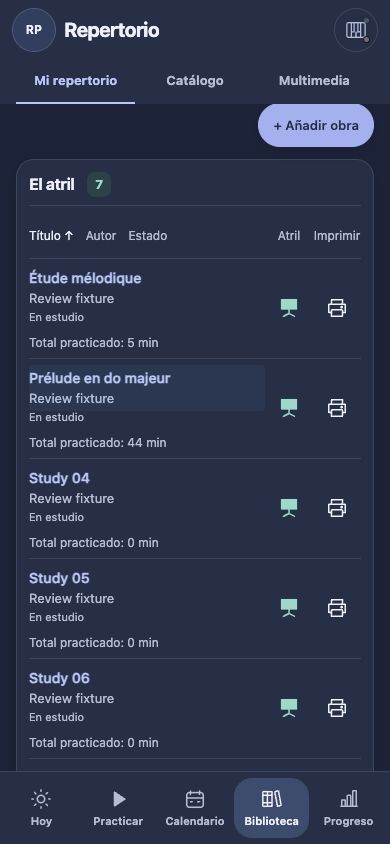 RP Repertorio
Mi repertorio Catálogo Multimedia
+ Añadir obra
El atril 7
Título ↑ Autor Estado Atril Imprimir
Étude mélodique
Review fixture
En estudio
Total practicado: 5 min
Prélude en do majeur
Review fixture
En estudio
Total practicado: 44 min
Study 04
Review fixture
En estudio
Total practicado: 0 min
Study 05
Review fixture
En estudio
Total practicado: 0 min
Study 06
Review fixture
En estudio
Total practicado: 0 min
Hoy Practicar Calendario Biblioteca Progreso